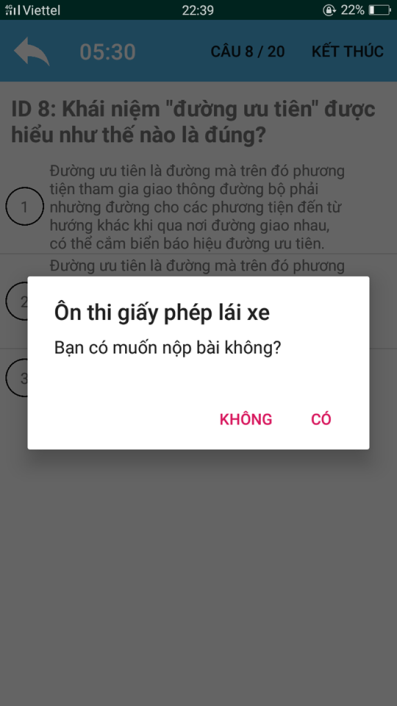 4G Viettel 22:39 22%
05:30 CÂU 8 / 20 KẾT THÚC
ID 8: Khái niệm "đường ưu tiên" được
hiểu như thế nào là đúng?
1
Đường ưu tiên là đường mà trên đó phương
tiện tham gia giao thông đường bộ phải
nhường đường cho các phương tiện đến từ
hướng khác khi qua nơi đường giao nhau,
có thể cắm biển báo hiệu đường ưu tiên.
2
Đường ưu tiên là đường mà trên đó phương
3
Ôn thi giấy phép lái xe
Bạn có muốn nộp bài không?
KHÔNG CÓ